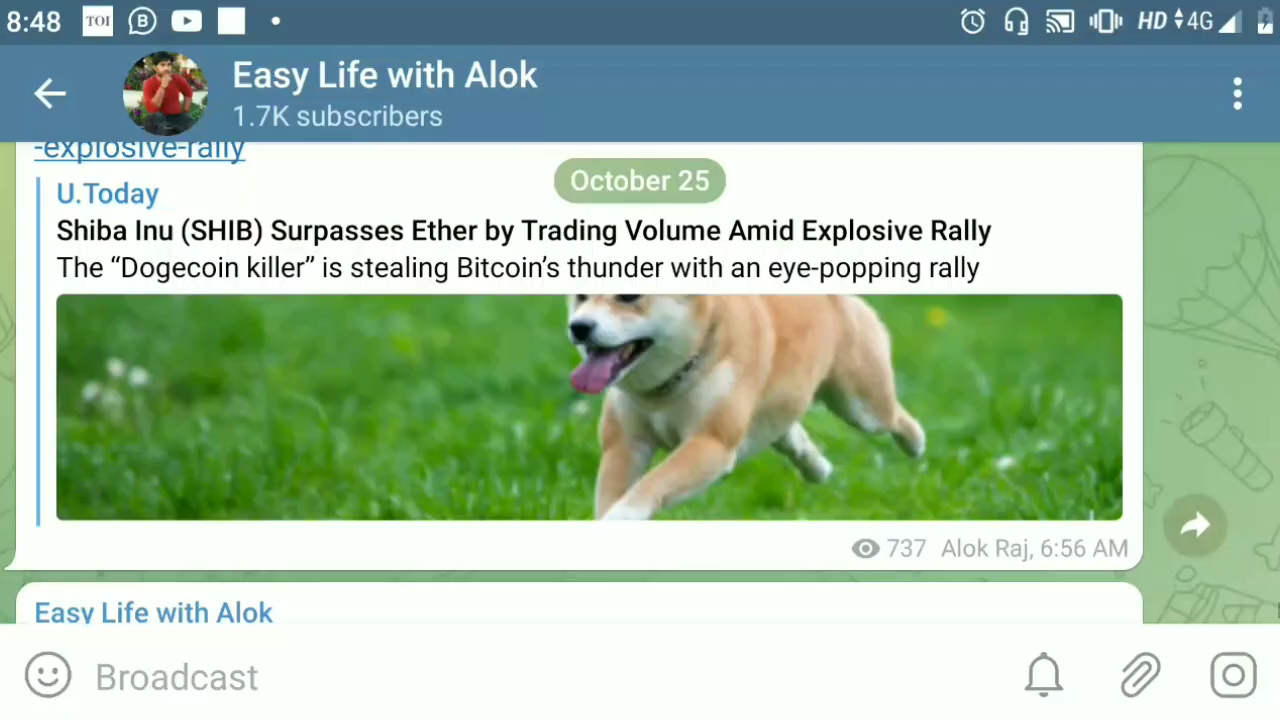 8:48 TOI B HD 4G
Easy Life with Alok
1.7K subscribers
-explosive-rally
October 25
U.Today
Shiba Inu (SHIB) Surpasses Ether by Trading Volume Amid Explosive Rally
The “Dogecoin killer” is stealing Bitcoin’s thunder with an eye-popping rally
737 Alok Raj, 6:56 AM
Easy Life with Alok
Broadcast